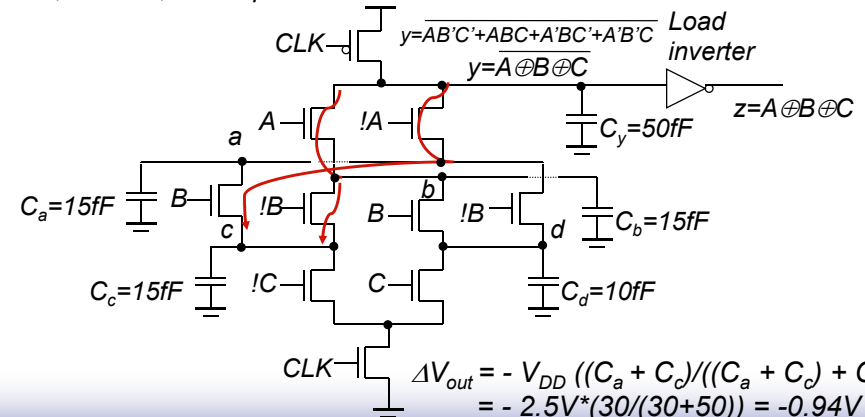 CLK
y=AB'C'+ABC+A'BC'+A'B'C
y=A⊕B⊕C
Load
inverter
z=A⊕B⊕C
A
!A
C_y=50fF
a
C_a=15fF
B
!B
b
B
!B
C_b=15fF
c
d
C_c=15fF
!C
C
C_d=10fF
CLK
ΔV_out = - V_DD ((C_a + C_c)/((C_a + C_c) + C
= - 2.5V*(30/(30+50)) = -0.94V